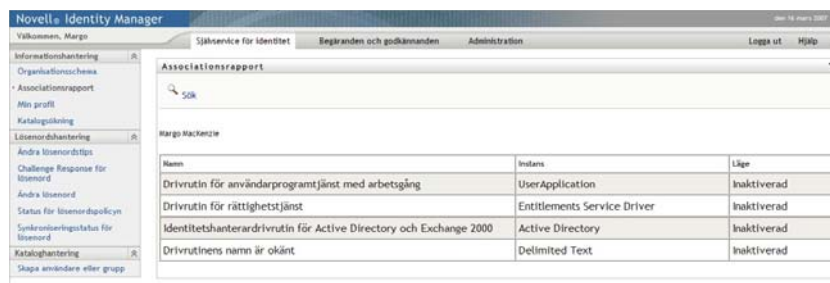 Novell® Identity Manager
den 16 mars 2007
Välkommen, Margo
Självservice för identitet
Begäranden och godkännanden
Administration
Logga ut
Hjälp
Informationshantering
Organisationsschema
Associationsrapport
Min profil
Katalogsökning
Lösenordshantering
Ändra lösenordstips
Challenge Response för
lösenord
Ändra lösenord
Status för lösenordspolicyn
Synkroniseringsstatus för
lösenord
Kataloghantering
Skapa användare eller grupp
Associationsrapport
Sök
Margo MacKenzie
Namn Instans Läge
Drivrutin för användarprogramtjänst med arbetsgång UserApplication Inaktiverad
Drivrutin för rättighetstjänst Entitlements Service Driver Inaktiverad
Identitetshanterardrivrutin för Active Directory och Exchange 2000 Active Directory Inaktiverad
Drivrutinens namn är okänt Delimited Text Inaktiverad